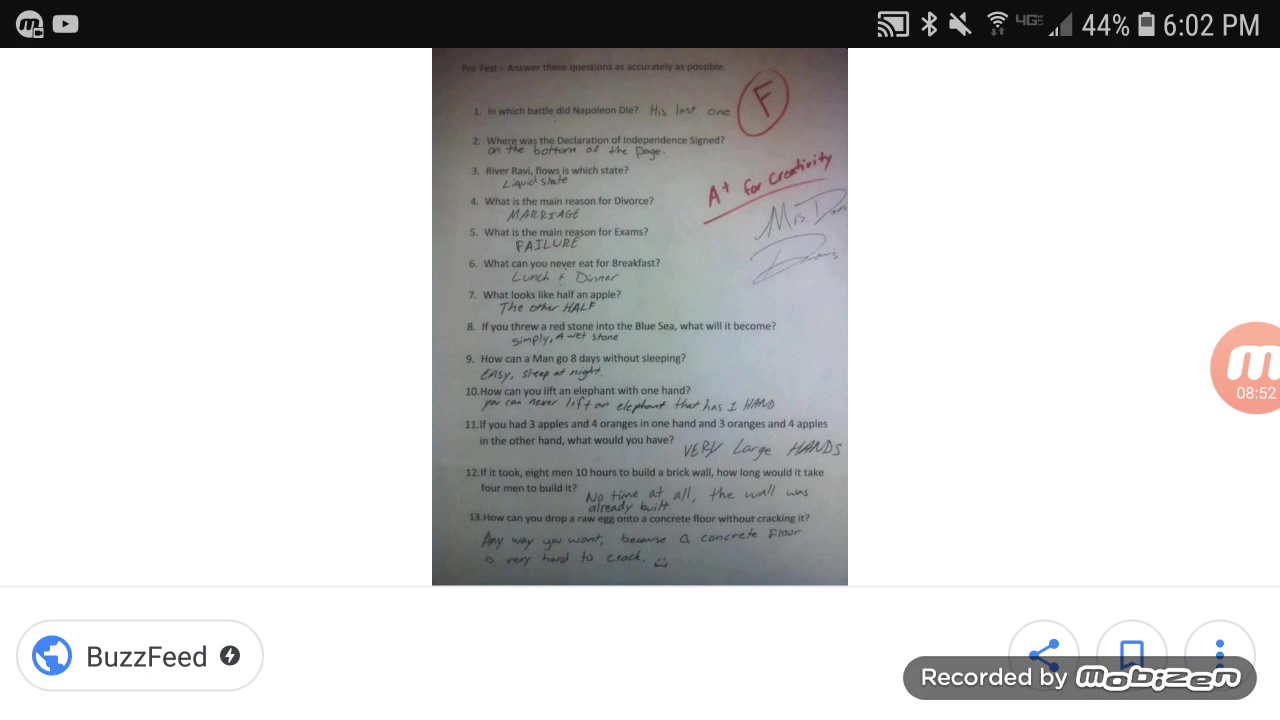 44% 6:02 PM
Pre Test – Answer these questions as accurately as possible.
F
1. In which battle did Napoleon Die? His last one
2. Where was the Declaration of Independence Signed?
on the bottom of the page.
3. River Ravi, flows is which state?
Liquid state
A+ for creativity
4. What is the main reason for Divorce?
MARRIAGE
Mrs Davis
5. What is the main reason for Exams?
FAILURE
6. What can you never eat for Breakfast?
Lunch & Dinner
7. What looks like half an apple?
The other HALF
8. If you threw a red stone into the Blue Sea, what will it become?
simply, A wet stone
9. How can a Man go 8 days without sleeping?
EASY, sleep at night.
10.How can you lift an elephant with one hand?
you can never lift an elephant that has 1 HAND
11.If you had 3 apples and 4 oranges in one hand and 3 oranges and 4 apples
in the other hand, what would you have? VERY Large HANDS
12.If it took, eight men 10 hours to build a brick wall, how long would it take
four men to build it? No time at all, the wall was
already built.
13.How can you drop a raw egg onto a concrete floor without cracking it?
Any way you want, because a concrete Floor
is very hard to crack.
08:52
BuzzFeed
Recorded by mobizen